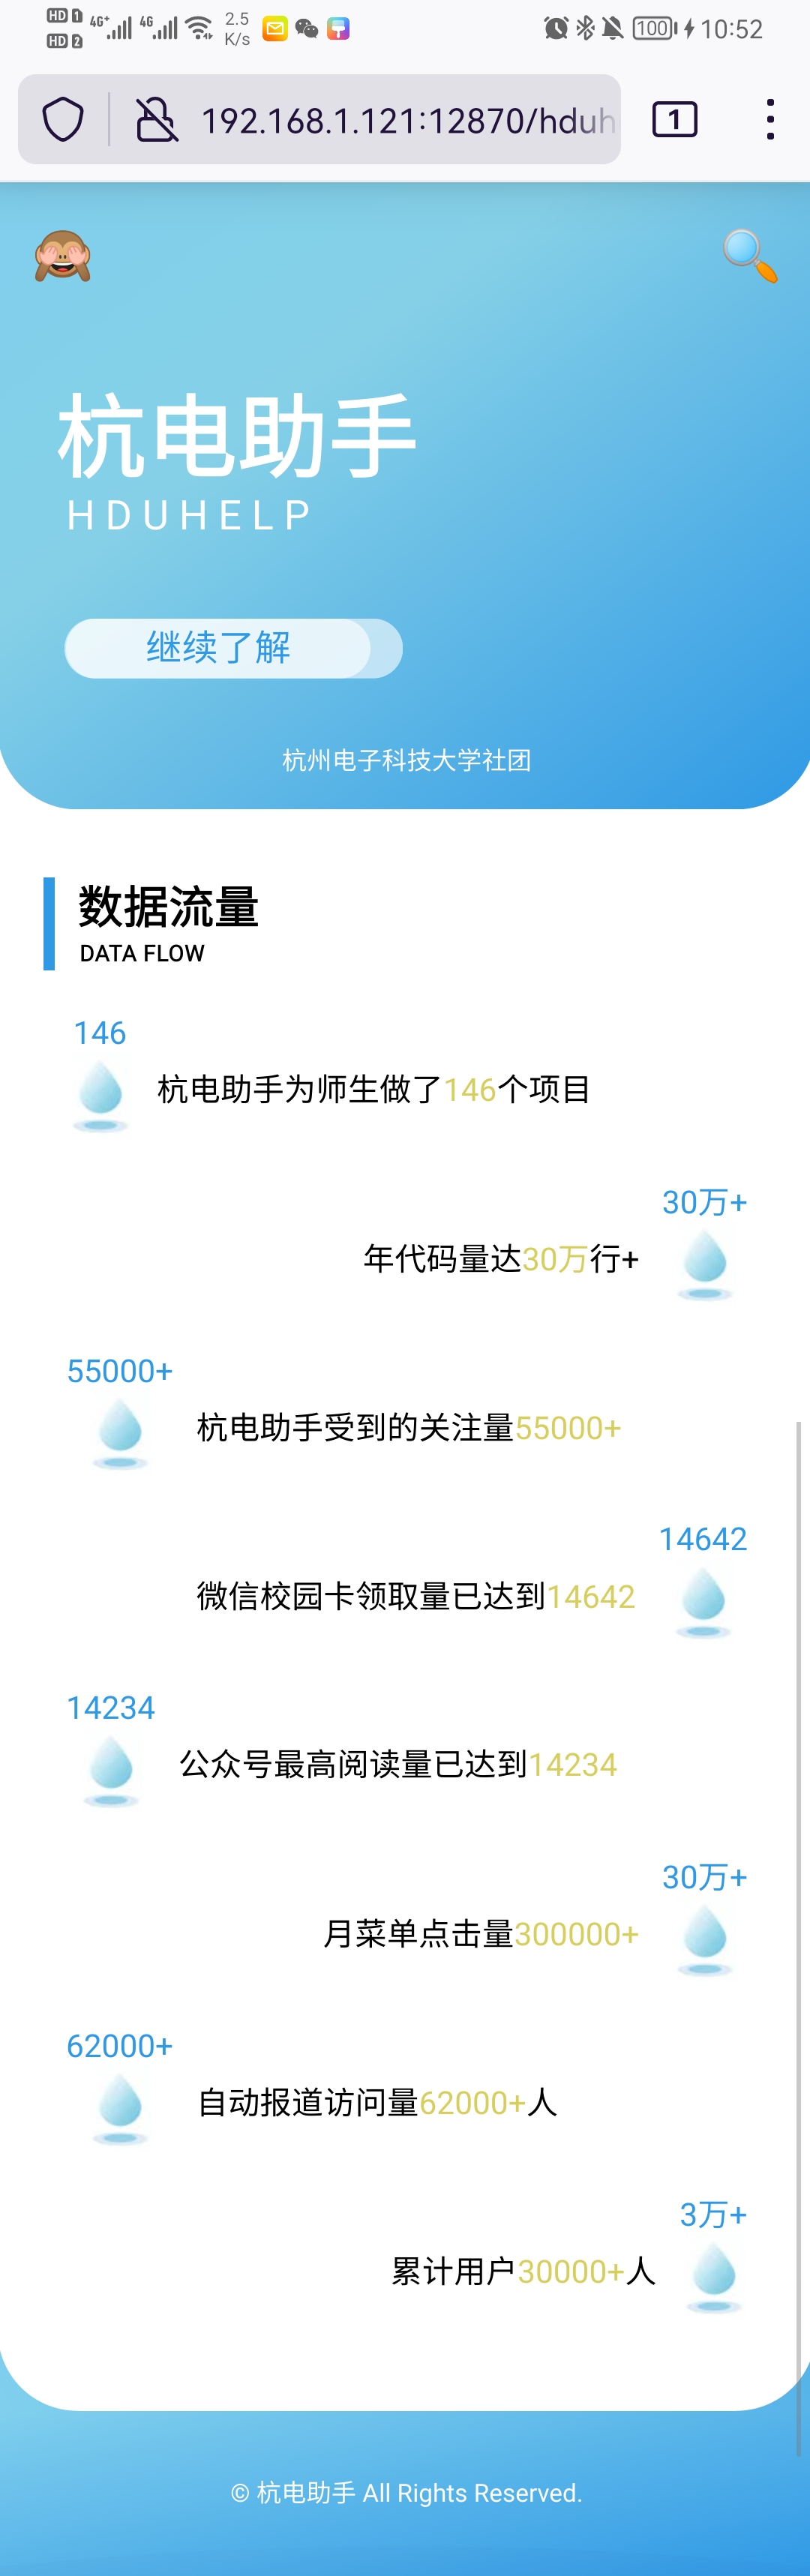 HD 1 4G+ 4G 2.5 K/s 100 10:52
HD 2
192.168.1.121:12870/hduh
1
杭电助手
HDUHELP
继续了解
杭州电子科技大学社团
数据流量
DATA FLOW
146
杭电助手为师生做了146个项目
30万+
年代码量达30万行+
55000+
杭电助手受到的关注量55000+
14642
微信校园卡领取量已达到14642
14234
公众号最高阅读量已达到14234
30万+
月菜单点击量300000+
62000+
自动报道访问量62000+人
3万+
累计用户30000+人
© 杭电助手 All Rights Reserved.